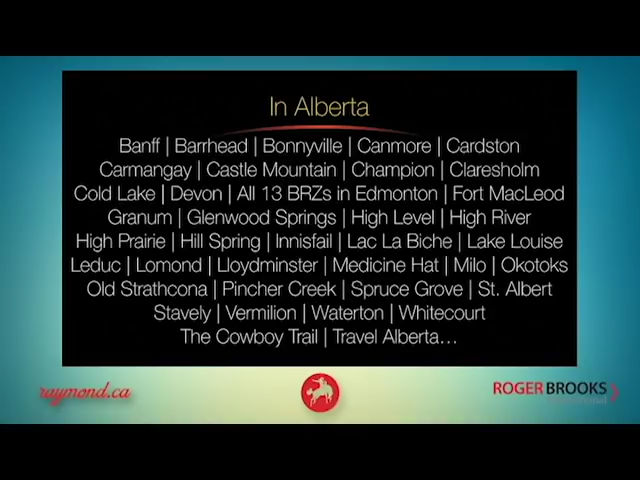 In Alberta
Banff | Barrhead | Bonnyville | Canmore | Cardston
Carmangay | Castle Mountain | Champion | Claresholm
Cold Lake | Devon | All 13 BRZs in Edmonton | Fort MacLeod
Granum | Glenwood Springs | High Level | High River
High Prairie | Hill Spring | Innisfail | Lac La Biche | Lake Louise
Leduc | Lomond | Lloydminster | Medicine Hat | Milo | Okotoks
Old Strathcona | Pincher Creek | Spruce Grove | St. Albert
Stavely | Vermilion | Waterton | Whitecourt
The Cowboy Trail | Travel Alberta...
raymond.ca
ROGER BROOKS